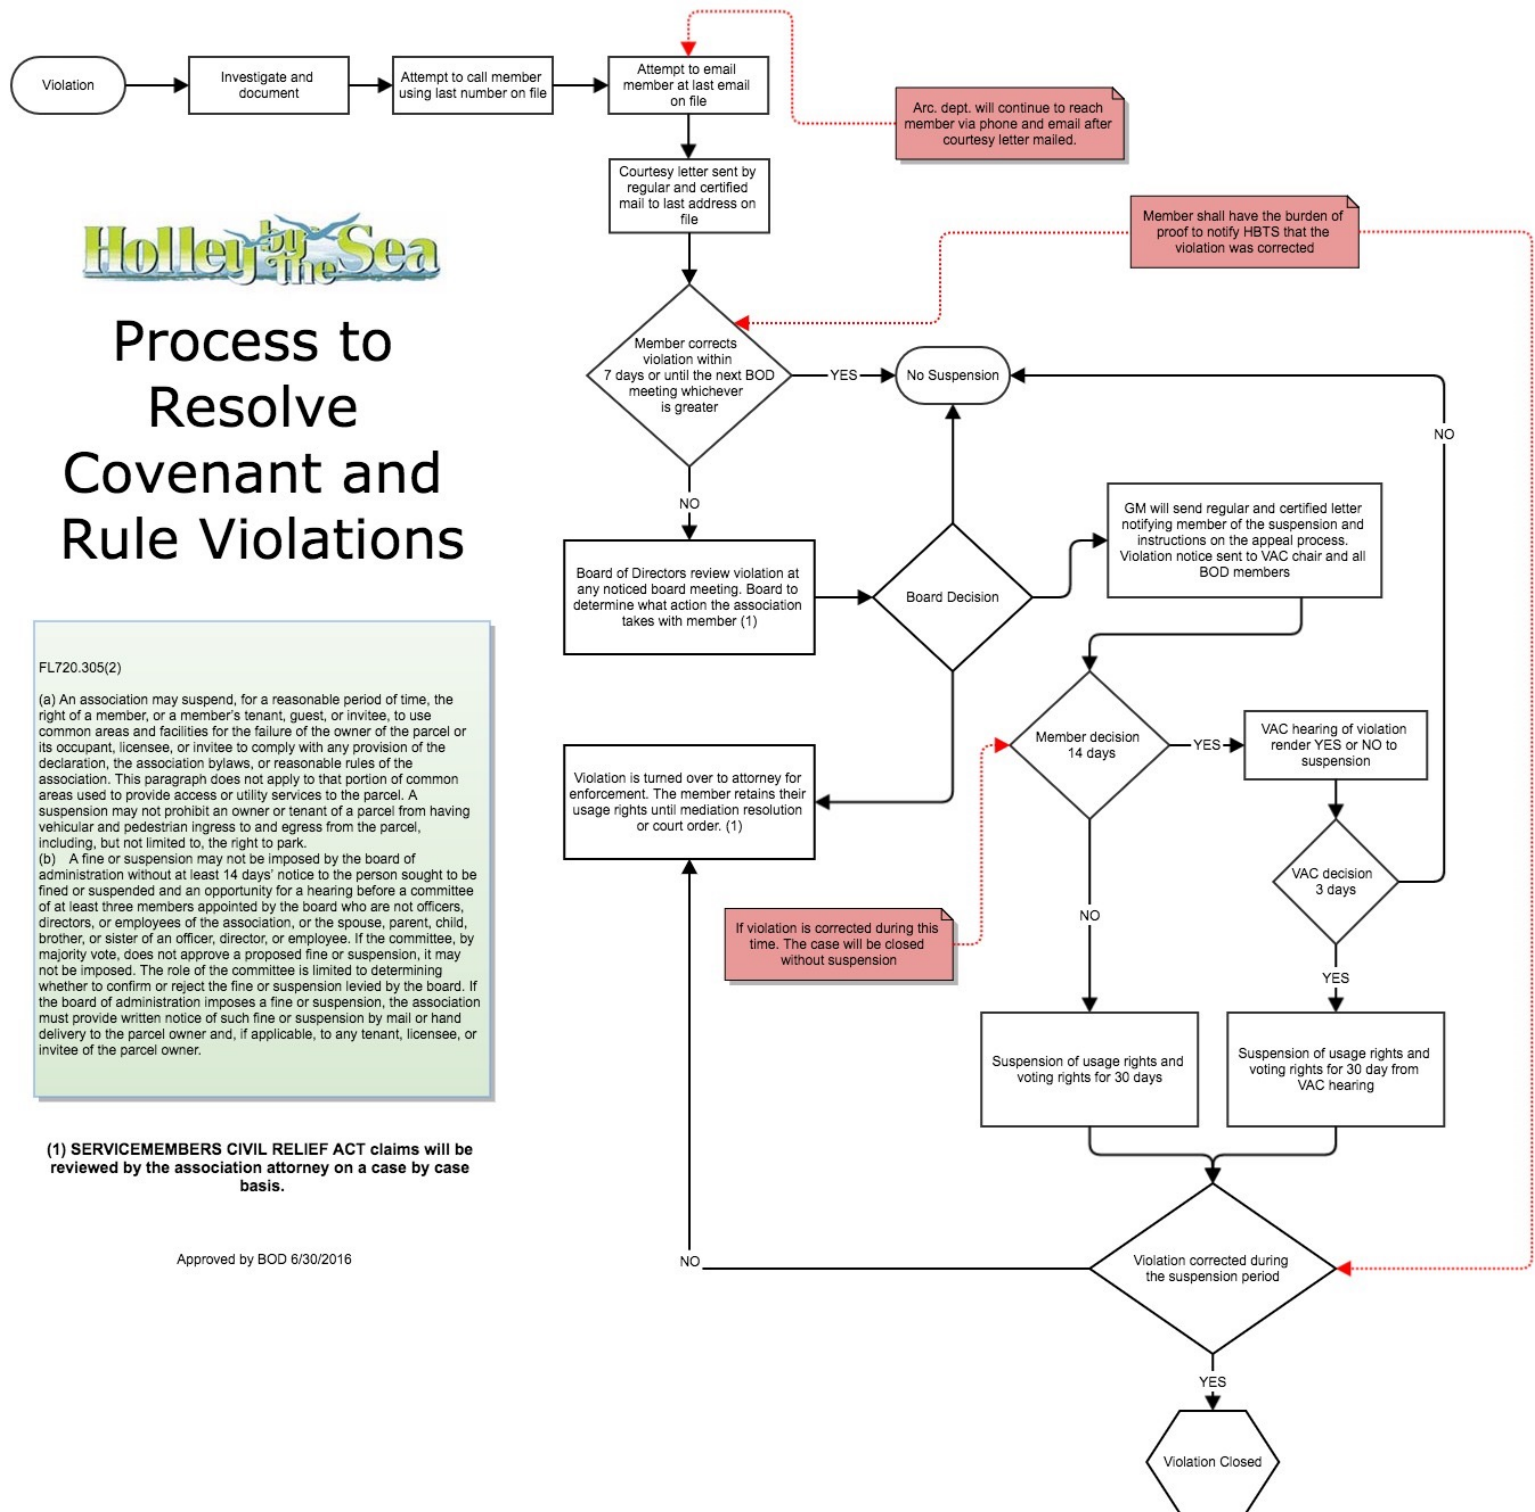 Violation
Investigate and
document
Attempt to call member
using last number on file
Attempt to email
member at last email
on file
Arc. dept. will continue to reach
member via phone and email after
courtesy letter mailed.
Courtesy letter sent by
regular and certified
mail to last address on
file
Member shall have the burden of
proof to notify HBTS that the
violation was corrected
Holley by the Sea
Process to
Resolve
Covenant and
Rule Violations
Member corrects
violation within
7 days or until the next BOD
meeting whichever
is greater
YES
No Suspension
NO
NO
GM will send regular and certified letter
notifying member of the suspension and
instructions on the appeal process.
Violation notice sent to VAC chair and all
BOD members
Board of Directors review violation at
any noticed board meeting. Board to
determine what action the association
takes with member (1)
Board Decision
FL720.305(2)
(a) An association may suspend, for a reasonable period of time, the
right of a member, or a member's tenant, guest, or invitee, to use
common areas and facilities for the failure of the owner of the parcel or
its occupant, licensee, or invitee to comply with any provision of the
declaration, the association bylaws, or reasonable rules of the
association. This paragraph does not apply to that portion of common
areas used to provide access or utility services to the parcel. A
suspension may not prohibit an owner or tenant of a parcel from having
vehicular and pedestrian ingress to and egress from the parcel,
including, but not limited to, the right to park.
(b) A fine or suspension may not be imposed by the board of
administration without at least 14 days' notice to the person sought to be
fined or suspended and an opportunity for a hearing before a committee
of at least three members appointed by the board who are not officers,
directors, or employees of the association, or the spouse, parent, child,
brother, or sister of an officer, director, or employee. If the committee, by
majority vote, does not approve a proposed fine or suspension, it may
not be imposed. The role of the committee is limited to determining
whether to confirm or reject the fine or suspension levied by the board. If
the board of administration imposes a fine or suspension, the association
must provide written notice of such fine or suspension by mail or hand
delivery to the parcel owner and, if applicable, to any tenant, licensee, or
invitee of the parcel owner.
Member decision
14 days
YES
VAC hearing of violation
render YES or NO to
suspension
Violation is turned over to attorney for
enforcement. The member retains their
usage rights until mediation resolution
or court order. (1)
VAC decision
3 days
NO
If violation is corrected during this
time. The case will be closed
without suspension
YES
Suspension of usage rights and
voting rights for 30 days
Suspension of usage rights and
voting rights for 30 day from
VAC hearing
(1) SERVICEMEMBERS CIVIL RELIEF ACT claims will be
reviewed by the association attorney on a case by case
basis.
Approved by BOD 6/30/2016
NO
Violation corrected during
the suspension period
YES
Violation Closed